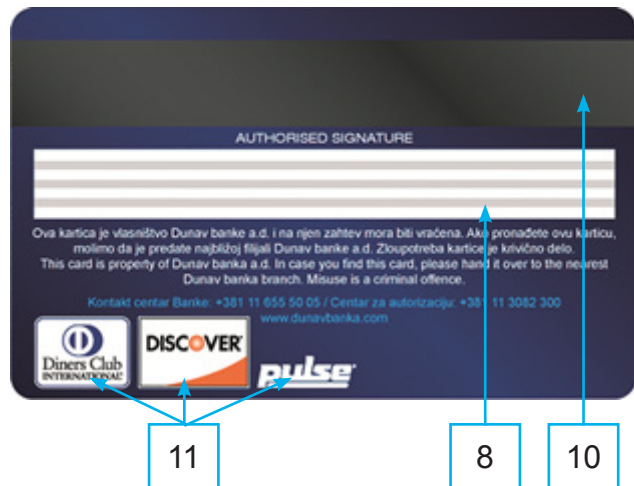 AUTHORISED SIGNATURE
Ova kartica je vlasništvo Dunav banke a.d. i na njen zahtev mora biti vraćena. Ako pronađete ovu karticu,
molimo da je predate najbližoj filijali Dunav banke a.d. Zloupotreba kartice je krivično delo.
This card is property of Dunav banka a.d. In case you find this card, please hand it over to the nearest
Dunav banka branch. Misuse is a criminal offence.
Kontakt centar Banke: +381 11 655 50 05 / Centar za autorizaciju: +381 11 3082 300
www.dunavbanka.com
Diners Club
INTERNATIONAL
DISCOVER
pulse
11
8
10